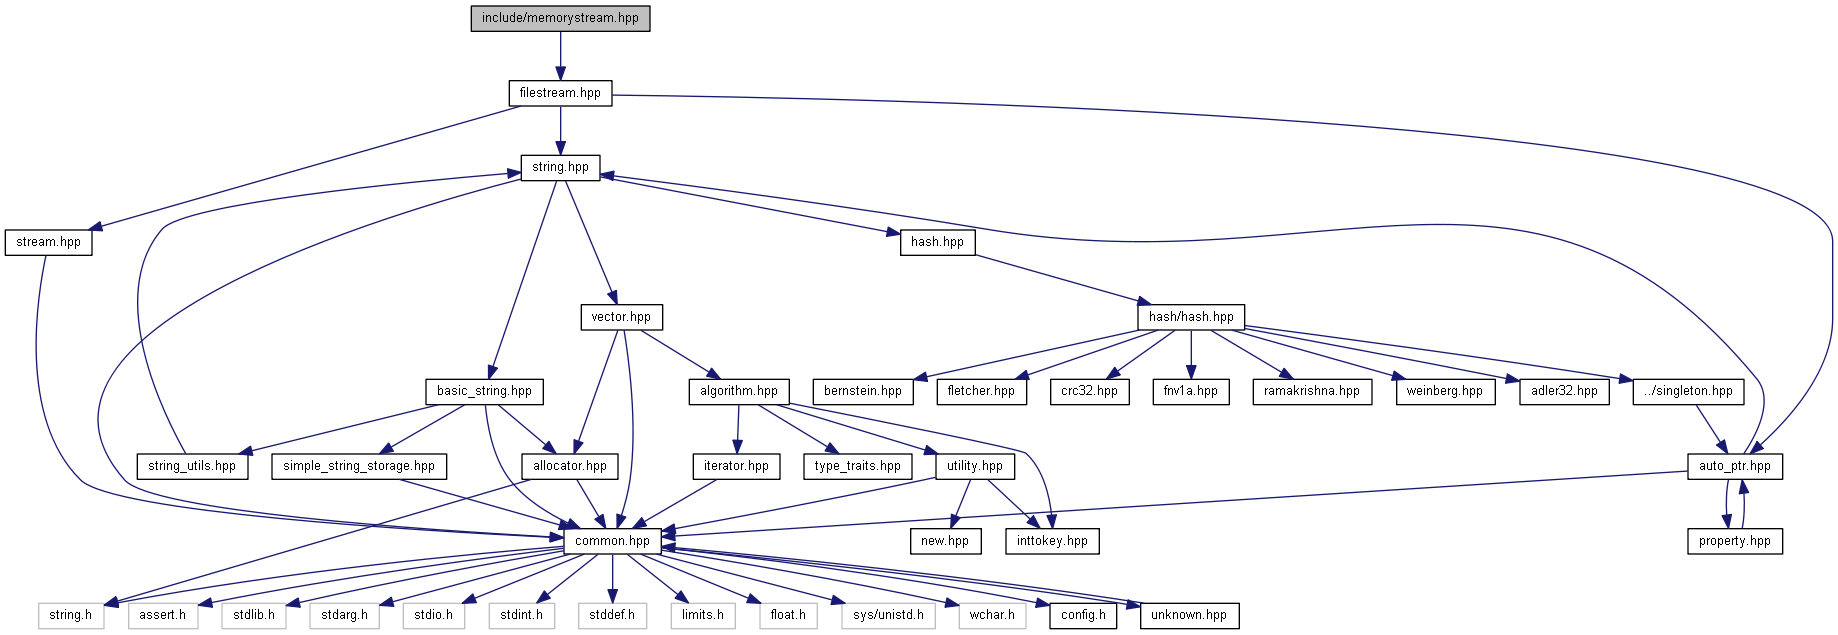 include/memorystream.hpp
filestream.hpp
string.hpp
stream.hpp
hash.hpp
vector.hpp
hash/hash.hpp
basic_string.hpp
algorithm.hpp
bernstein.hpp
fletcher.hpp
crc32.hpp
fnv1a.hpp
ramakrishna.hpp
weinberg.hpp
adler32.hpp
../singleton.hpp
string_utils.hpp
simple_string_storage.hpp
allocator.hpp
iterator.hpp
type_traits.hpp
utility.hpp
auto_ptr.hpp
common.hpp
new.hpp
inttokey.hpp
property.hpp
string.h
assert.h
stdlib.h
stdarg.h
stdio.h
stdint.h
stddef.h
limits.h
float.h
sys/unistd.h
wchar.h
config.h
unknown.hpp